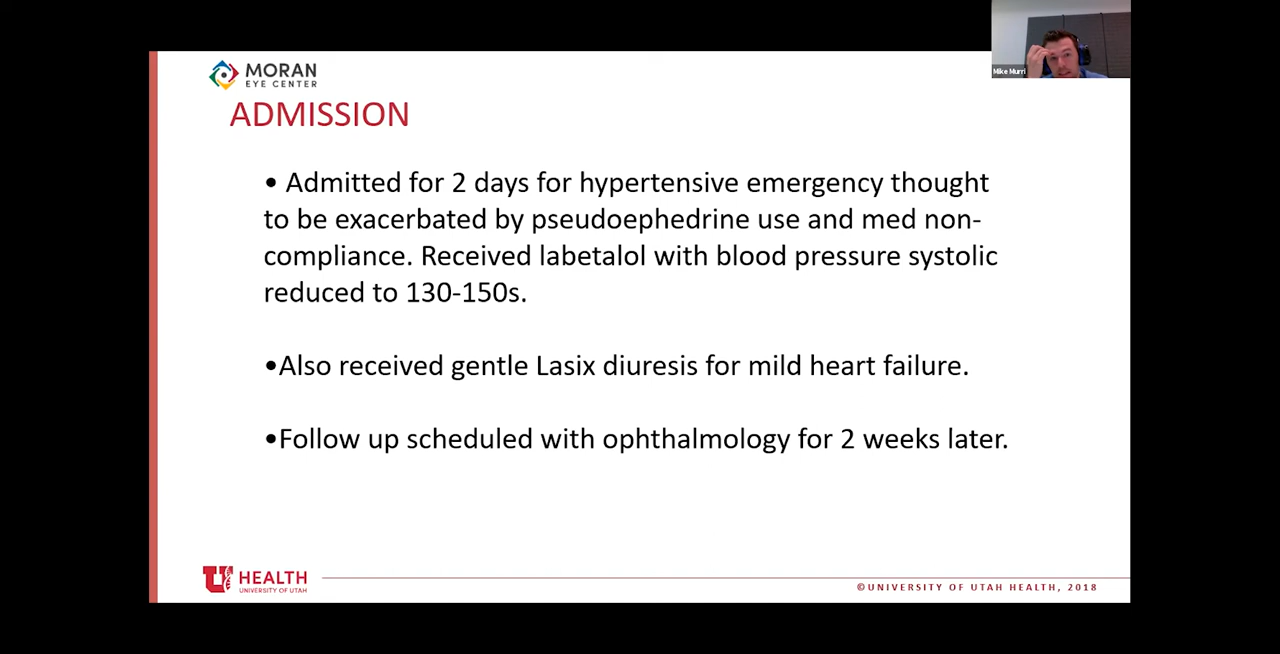 Mike Murri
MORAN
EYE CENTER
ADMISSION
• Admitted for 2 days for hypertensive emergency thought
to be exacerbated by pseudoephedrine use and med non-
compliance. Received labetalol with blood pressure systolic
reduced to 130-150s.
•Also received gentle Lasix diuresis for mild heart failure.
•Follow up scheduled with ophthalmology for 2 weeks later.
U HEALTH
UNIVERSITY OF UTAH
©UNIVERSITY OF UTAH HEALTH, 2018